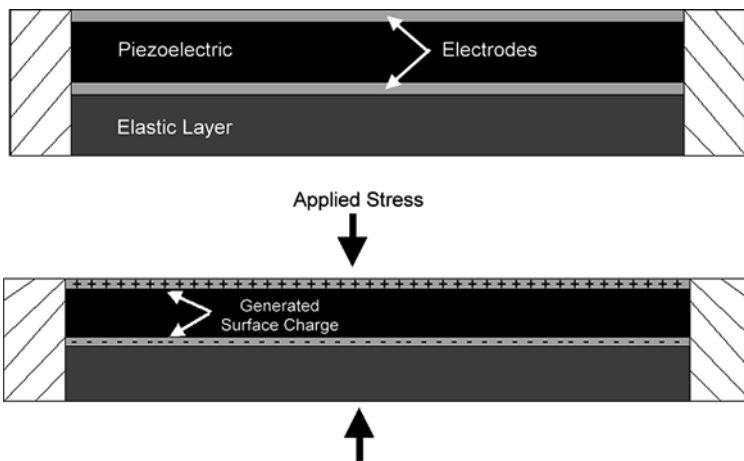 Piezoelectric
Electrodes
Elastic Layer
Applied Stress
+++++++++++++++++++++++++++++++++++++
Generated
Surface Charge
- - - - - - - - - - - - - - - - - - - - - - - - - - - - - - - - - - - - -